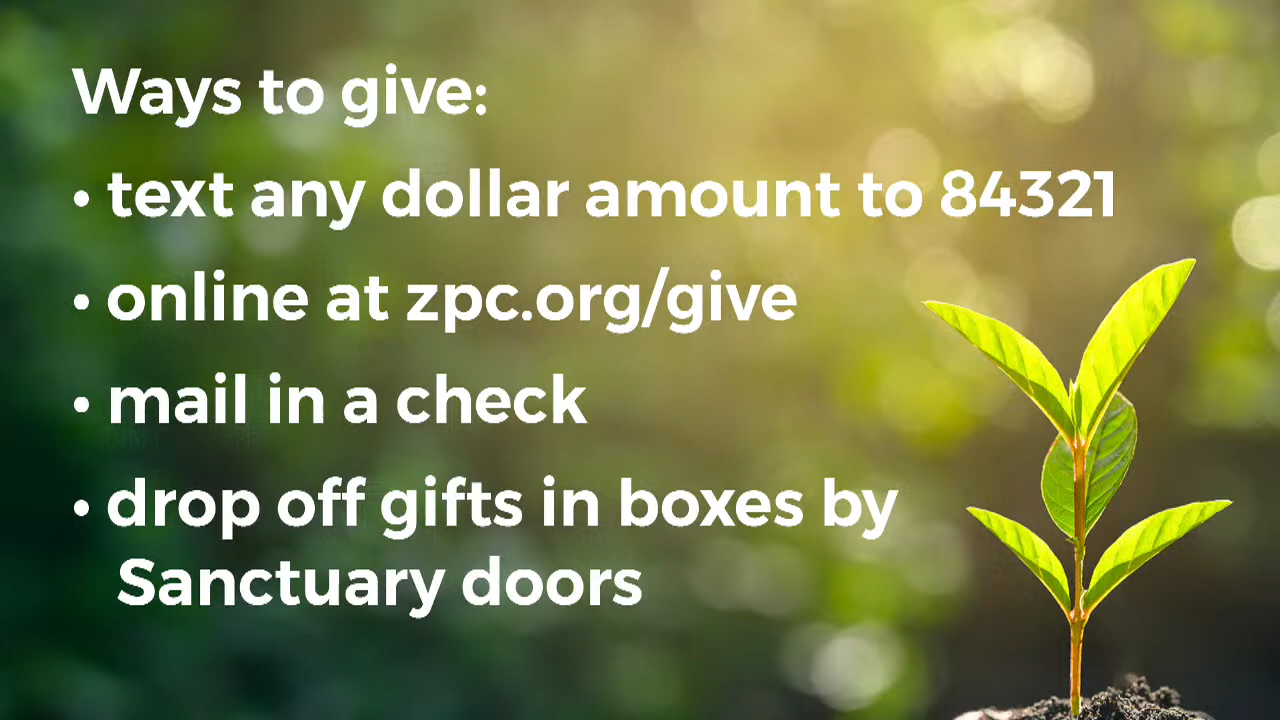 Ways to give:
• text any dollar amount to 84321
• online at zpc.org/give
• mail in a check
• drop off gifts in boxes by
Sanctuary doors